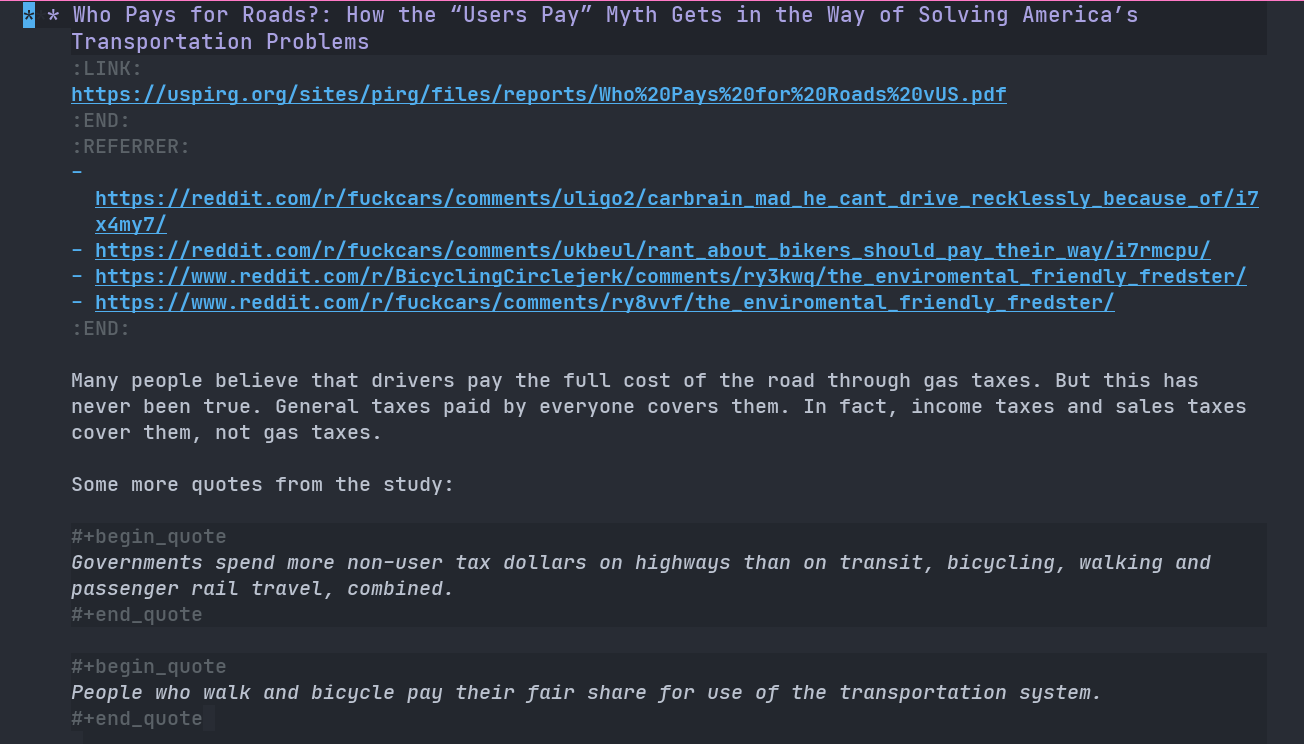 * * Who Pays for Roads?: How the “Users Pay” Myth Gets in the Way of Solving America’s
Transportation Problems
:LINK:
https://uspirg.org/sites/pirg/files/reports/Who%20Pays%20for%20Roads%20vUS.pdf
:END:
:REFERRER:
-
https://reddit.com/r/fuckcars/comments/uligo2/carbrain_mad_he_cant_drive_recklessly_because_of/i7
x4my7/
- https://reddit.com/r/fuckcars/comments/ukbeul/rant_about_bikers_should_pay_their_way/i7rmcpu/
- https://www.reddit.com/r/BicyclingCirclejerk/comments/ry3kwq/the_enviromental_friendly_fredster/
- https://www.reddit.com/r/fuckcars/comments/ry8vvf/the_enviromental_friendly_fredster/
:END:
Many people believe that drivers pay the full cost of the road through gas taxes. But this has
never been true. General taxes paid by everyone covers them. In fact, income taxes and sales taxes
cover them, not gas taxes.
Some more quotes from the study:
#+begin_quote
Governments spend more non-user tax dollars on highways than on transit, bicycling, walking and
passenger rail travel, combined.
#+end_quote
#+begin_quote
People who walk and bicycle pay their fair share for use of the transportation system.
#+end_quote